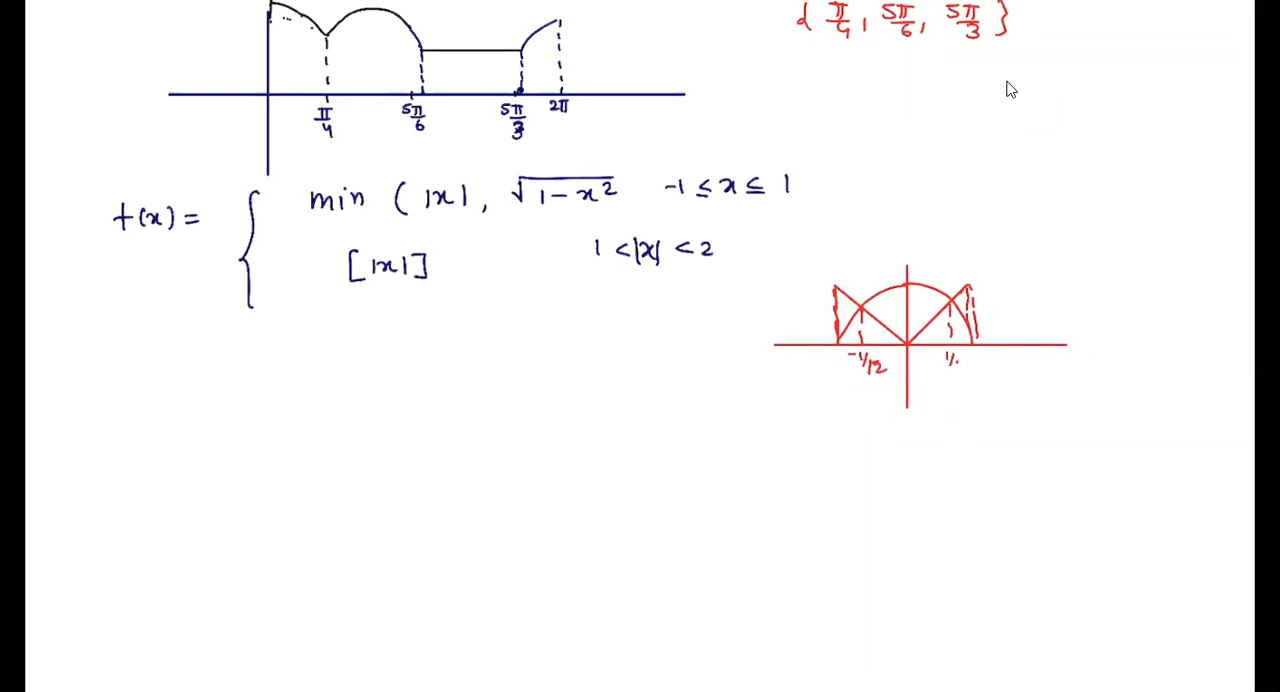 { π/4, 5π/6, 5π/3 }
π/4 5π/6 5π/3 2π
f(x) = { min ( |x|, √1-x² -1 ≤ x ≤ 1
[|x|] 1 < |x| < 2
-1/√2 1/.